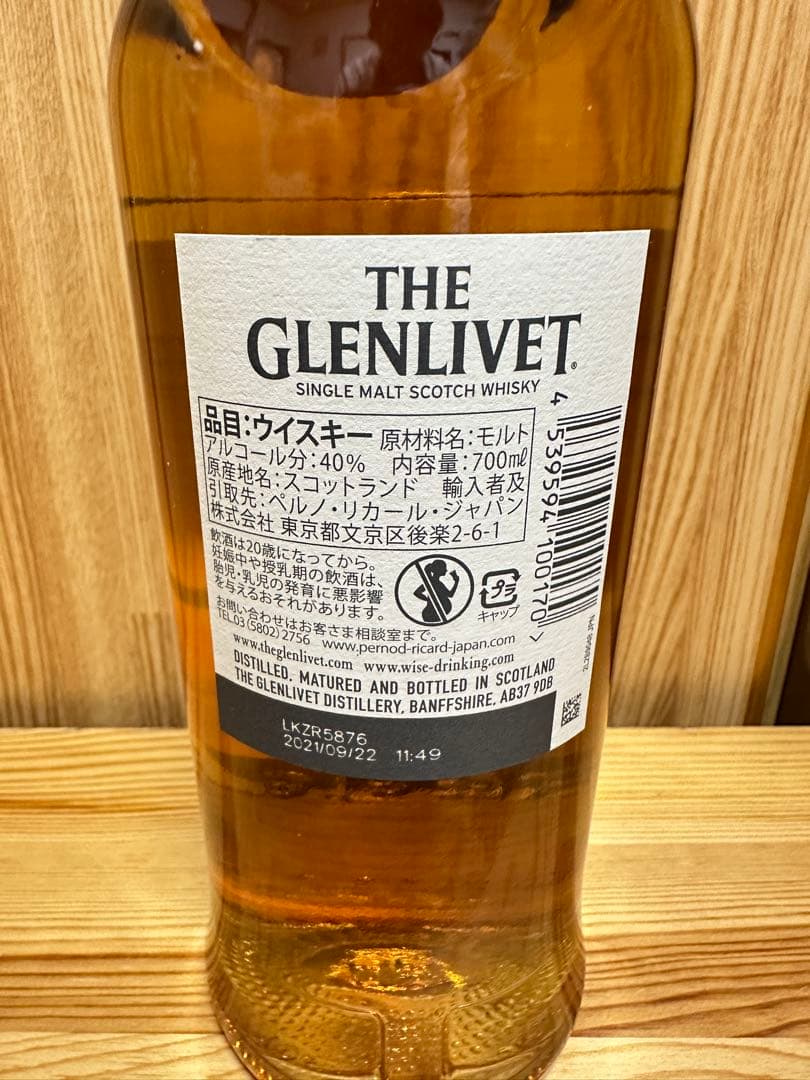 THE
GLENLIVET®
SINGLE MALT SCOTCH WHISKY
品目:ウイスキー 原材料名:モルト
アルコール分:40% 内容量:700㎖
原産地名:スコットランド 輸入者及
引取先:ペルノ・リカール・ジャパン
株式会社 東京都文京区後楽2-6-1
飲酒は20歳になってから。
妊娠中や授乳期の飲酒は、
胎児・乳児の発育に悪影響
を与えるおそれがあります。
プラ
キャップ
お問い合わせはお客さま相談室まで。
TEL03(5802)2756 www.pernod-ricard-japan.com
www.theglenlivet.com www.wise-drinking.com
DISTILLED, MATURED AND BOTTLED IN SCOTLAND
THE GLENLIVET DISTILLERY, BANFFSHIRE, AB37 9DB
LKZR5876
2021/09/22 11:49
4 539594 100170 >